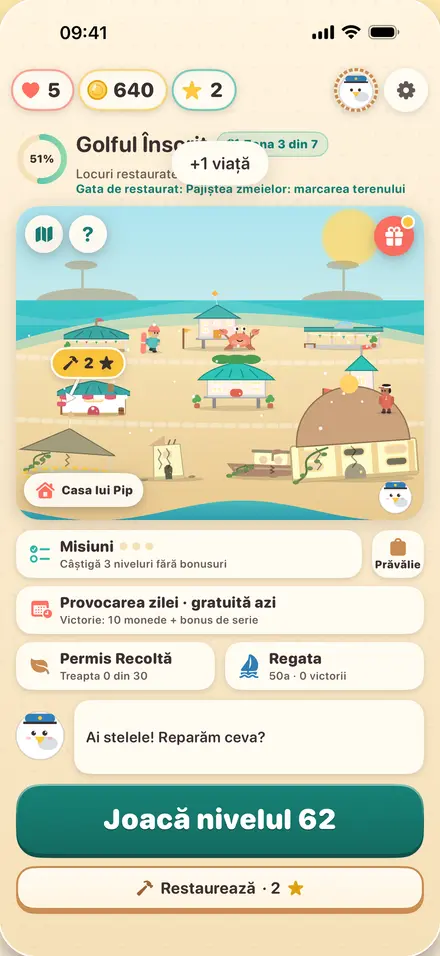 09:41
5
640
2
51%
Golful
Zona 3 din 7
+1 viață
Locuri restaurate
Gata de restaurat: Pajiștea zmeielor: marcarea terenului
?
2
Casa lui Pip
Misiuni
Câștigă 3 niveluri fără bonusuri
Prăvălie
Provocarea zilei · gratuită azi
Victorie: 10 monede + bonus de serie
Permis Recoltă
Treapta 0 din 30
Regata
50a · 0 victorii
Ai stelele! Reparăm ceva?
Joacă nivelul 62
Restaurează · 2